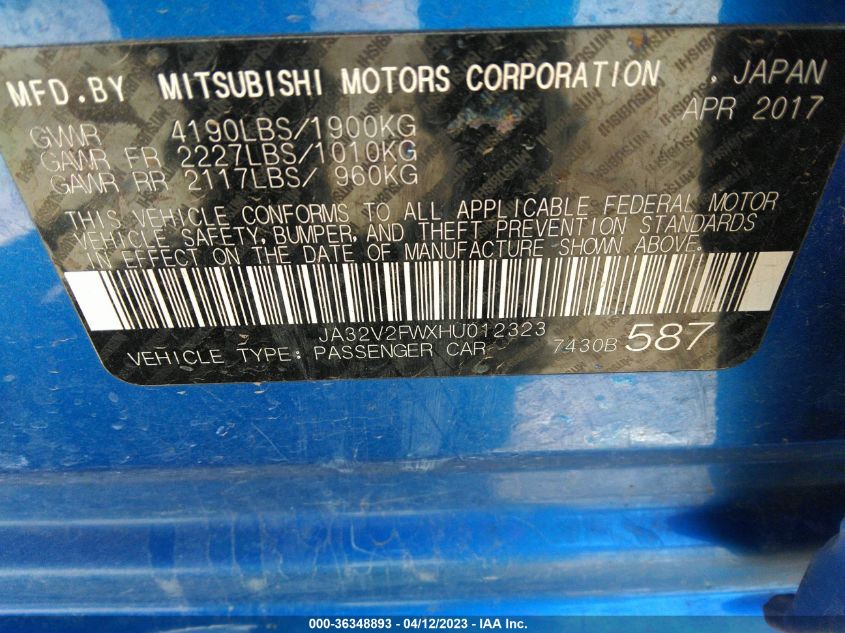 MFD.BY MITSUBISHI MOTORS CORPORATION , JAPAN
APR 2017
GVWR 4190LBS/1900KG
GAWR FR 2227LBS/1010KG
GAWR RR 2117LBS/ 960KG
THIS VEHICLE CONFORMS TO ALL APPLICABLE FEDERAL MOTOR
VEHICLE SAFETY, BUMPER, AND THEFT PREVENTION STANDARDS
IN EFFECT ON THE DATE OF MANUFACTURE SHOWN ABOVE.
JA32V2FWXHU012323
VEHICLE TYPE: PASSENGER CAR 7430B 587
000-36348893 - 04/12/2023 - IAA Inc.